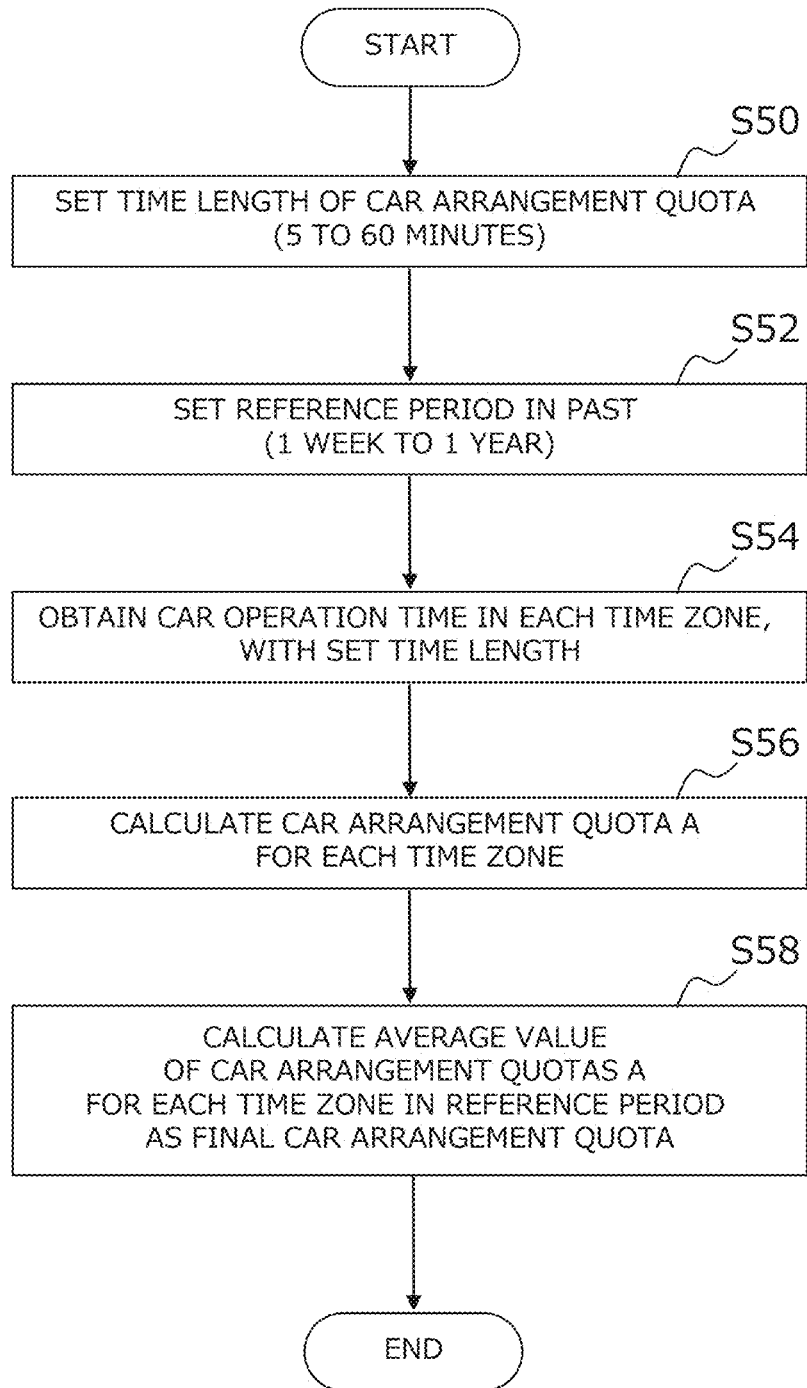 START
S50
SET TIME LENGTH OF CAR ARRANGEMENT QUOTA
(5 TO 60 MINUTES)
S52
SET REFERENCE PERIOD IN PAST
(1 WEEK TO 1 YEAR)
S54
OBTAIN CAR OPERATION TIME IN EACH TIME ZONE,
WITH SET TIME LENGTH
S56
CALCULATE CAR ARRANGEMENT QUOTA A
FOR EACH TIME ZONE
S58
CALCULATE AVERAGE VALUE
OF CAR ARRANGEMENT QUOTAS A
FOR EACH TIME ZONE IN REFERENCE PERIOD
AS FINAL CAR ARRANGEMENT QUOTA
END